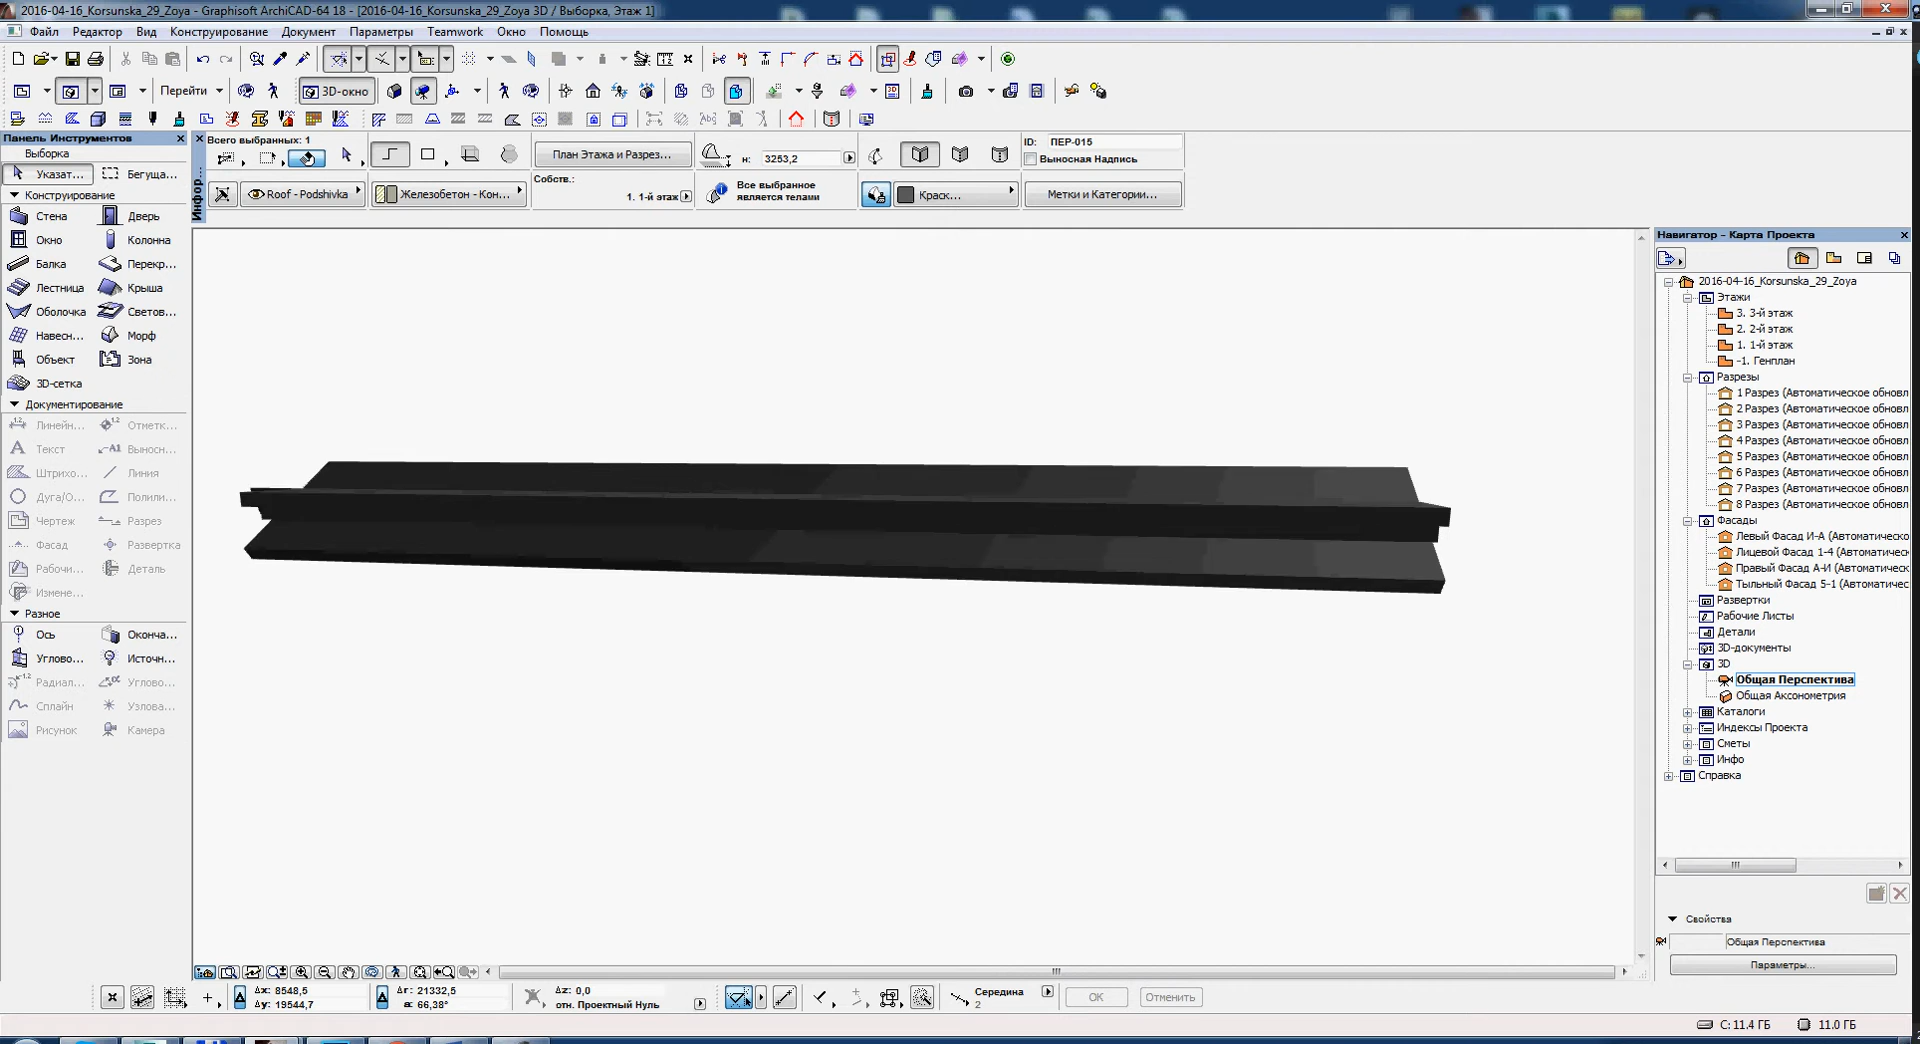 2016-04-16_Korsunska_29_Zoya - Graphisoft ArchiCAD-64 18 - [2016-04-16_Korsunska_29_Zoya 3D / Выборка, Этаж 1]
Файл Редактор Вид Конструирование Документ Параметры Teamwork Окно Помощь
Перейти 3D-окно
Панель Инструментов
Выборка
Указат... Бегуща...
Конструирование
Стена Дверь
Окно Колонна
Балка Перекр...
Лестница Крыша
Оболочка Светов...
Навесн... Морф
Объект Зона
3D-сетка
Документирование
Линейн... Отметк...
Текст Выносн...
Штрихо... Линия
Дуга/О... Полили...
Чертеж Разрез
Фасад Развертка
Рабочи... Деталь
Измене...
Разное
Ось Оконча...
Углово... Источн...
Радиал... Углово...
Сплайн Узлова...
Рисунок Камера
Инфор...
Всего выбранных: 1
План Этажа и Разрез...
н: 3253,2
ID: ПЕР-015
Выносная Надпись
Roof - Podshivka
Железобетон - Кон...
Собств.:
1. 1-й этаж
Все выбранное
является телами
Краск...
Метки и Категории...
Навигатор - Карта Проекта
2016-04-16_Korsunska_29_Zoya
Этажи
3. 3-й этаж
2. 2-й этаж
1. 1-й этаж
-1. Генплан
Разрезы
1 Разрез (Автоматическое обновл
2 Разрез (Автоматическое обновл
3 Разрез (Автоматическое обновл
4 Разрез (Автоматическое обновл
5 Разрез (Автоматическое обновл
6 Разрез (Автоматическое обновл
7 Разрез (Автоматическое обновл
8 Разрез (Автоматическое обновл
Фасады
Левый Фасад И-А (Автоматическо
Лицевой Фасад 1-4 (Автоматичес
Правый Фасад А-И (Автоматическ
Тыльный Фасад 5-1 (Автоматичес
Развертки
Рабочие Листы
Детали
3D-документы
3D
Общая Перспектива
Общая Аксонометрия
Каталоги
Индексы Проекта
Сметы
Инфо
Справка
Свойства
Общая Перспектива
Параметры...
Δx: 8548,5
Δy: 19544,7
Δr: 21332,5
a: 66,38°
Δz: 0,0
отн. Проектный Нуль
Середина
2
OK Отменить
C: 11.4 ГБ 11.0 ГБ